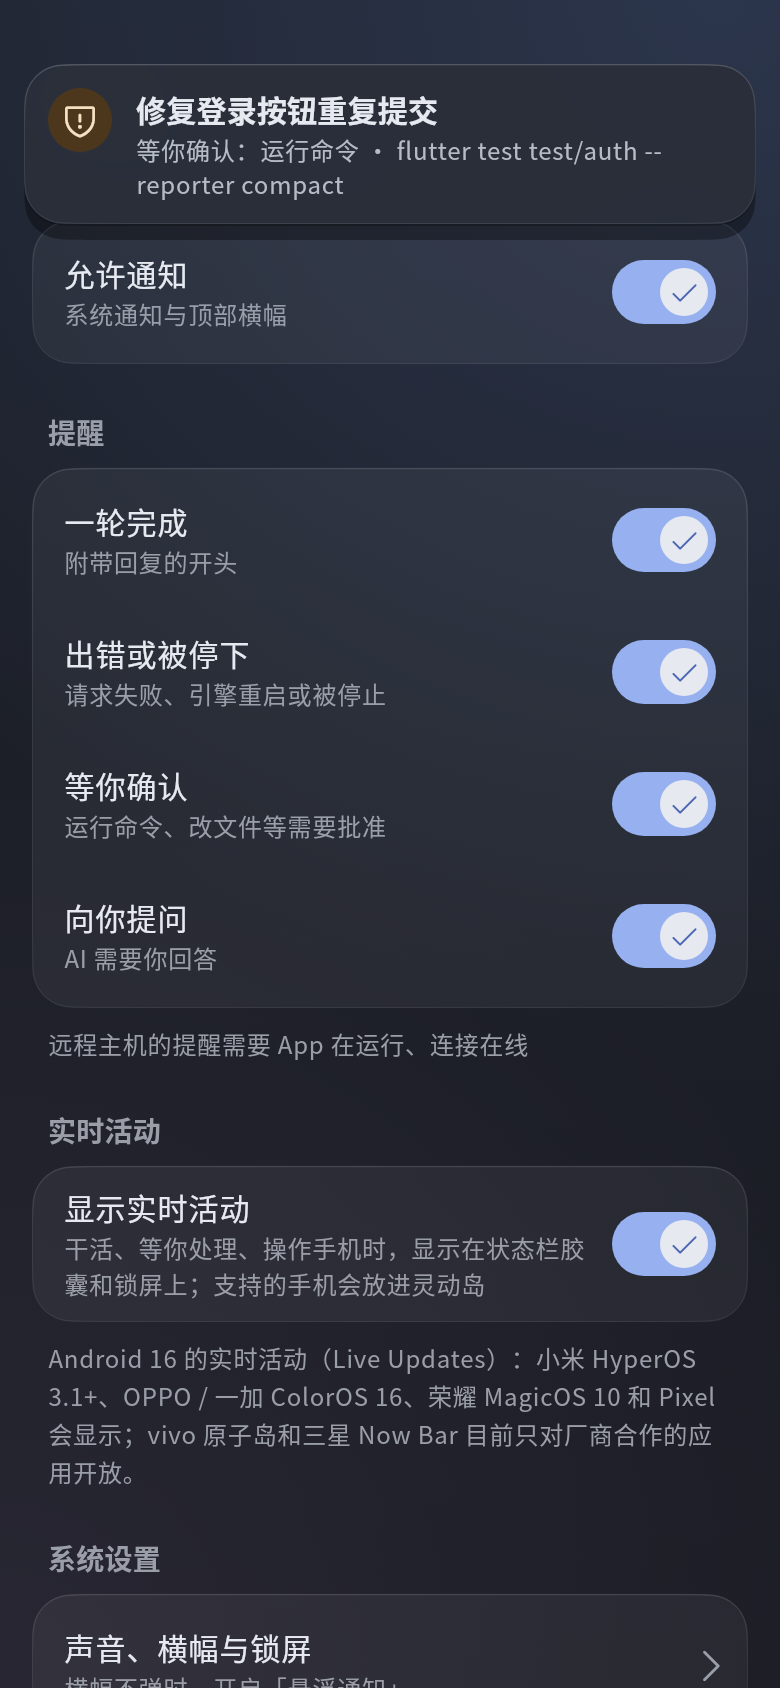 修复登录按钮重复提交
等你确认：运行命令 · flutter test test/auth --
reporter compact
允许通知
系统通知与顶部横幅
提醒
一轮完成
附带回复的开头
出错或被停下
请求失败、引擎重启或被停止
等你确认
运行命令、改文件等需要批准
向你提问
AI 需要你回答
远程主机的提醒需要 App 在运行、连接在线
实时活动
显示实时活动
干活、等你处理、操作手机时，显示在状态栏胶
囊和锁屏上；支持的手机会放进灵动岛
Android 16 的实时活动（Live Updates）：小米 HyperOS
3.1+、OPPO / 一加 ColorOS 16、荣耀 MagicOS 10 和 Pixel
会显示；vivo 原子岛和三星 Now Bar 目前只对厂商合作的应
用开放。
系统设置
声音、横幅与锁屏
横幅不弹时，开启「悬浮通知」